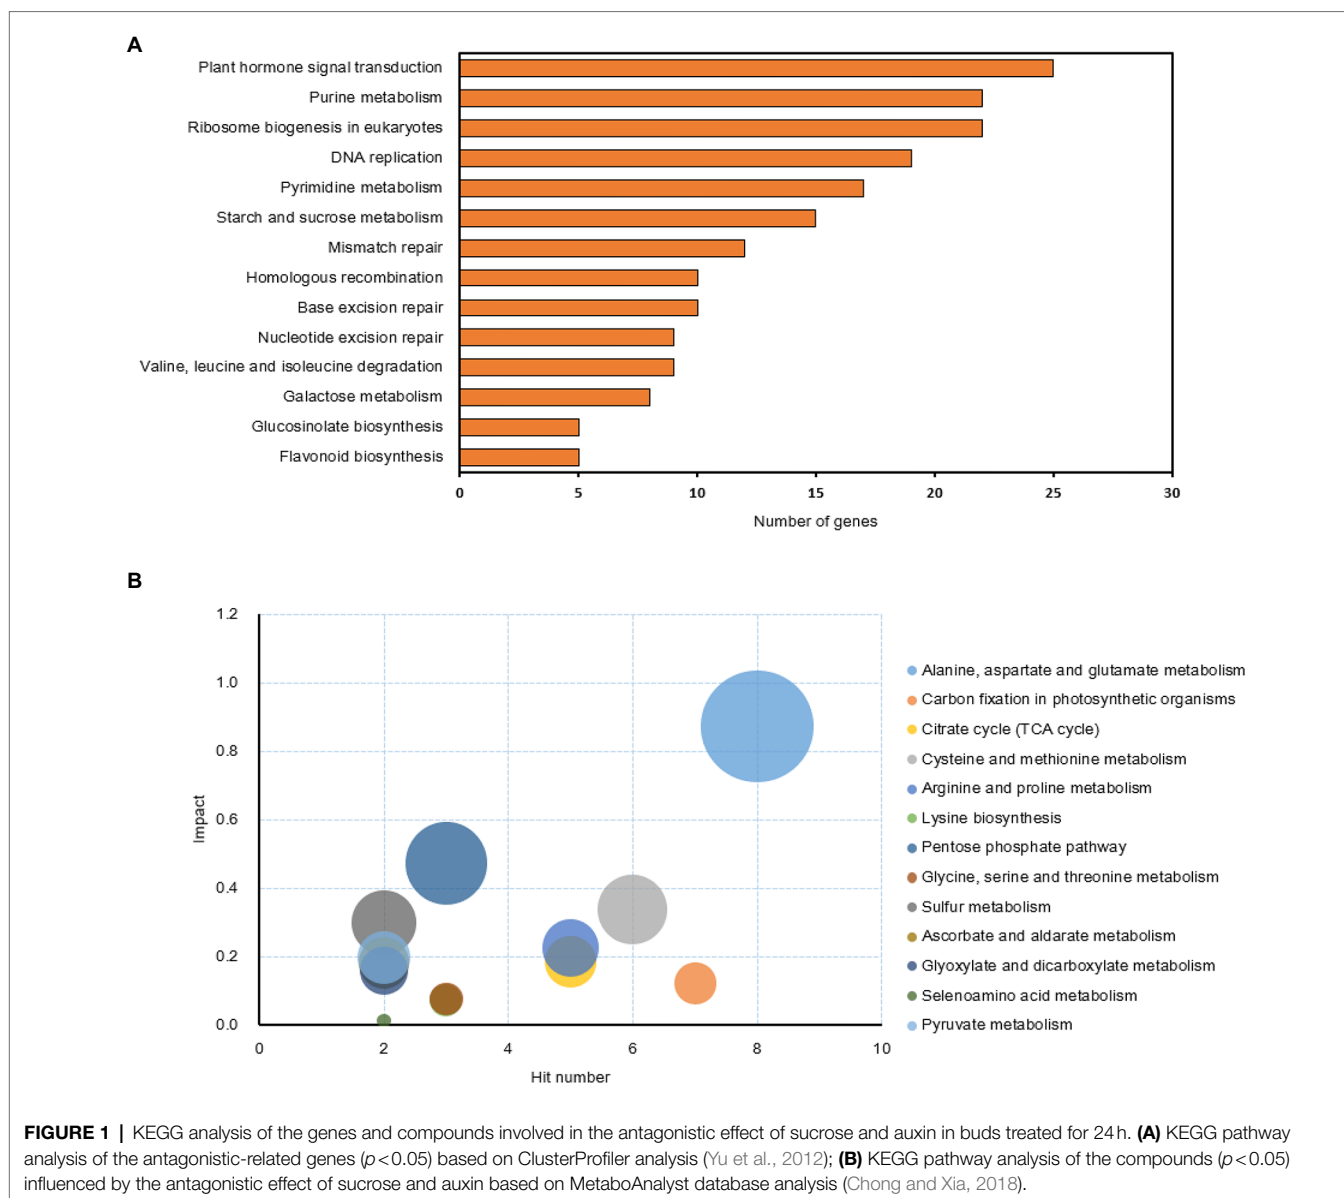 A
Plant hormone signal transduction
Purine metabolism
Ribosome biogenesis in eukaryotes
DNA replication
Pyrimidine metabolism
Starch and sucrose metabolism
Mismatch repair
Homologous recombination
Base excision repair
Nucleotide excision repair
Valine, leucine and isoleucine degradation
Galactose metabolism
Glucosinolate biosynthesis
Flavonoid biosynthesis
0 5 10 15 20 25 30
Number of genes
B
1.2
1.0
0.8
0.6
0.4
0.2
0.0
Impact
0 2 4 6 8 10
Hit number
Alanine, aspartate and glutamate metabolism
Carbon fixation in photosynthetic organisms
Citrate cycle (TCA cycle)
Cysteine and methionine metabolism
Arginine and proline metabolism
Lysine biosynthesis
Pentose phosphate pathway
Glycine, serine and threonine metabolism
Sulfur metabolism
Ascorbate and aldarate metabolism
Glyoxylate and dicarboxylate metabolism
Selenoamino acid metabolism
Pyruvate metabolism
FIGURE 1 | KEGG analysis of the genes and compounds involved in the antagonistic effect of sucrose and auxin in buds treated for 24 h. (A) KEGG pathway
analysis of the antagonistic-related genes (p < 0.05) based on ClusterProfiler analysis (Yu et al., 2012); (B) KEGG pathway analysis of the compounds (p < 0.05)
influenced by the antagonistic effect of sucrose and auxin based on MetaboAnalyst database analysis (Chong and Xia, 2018).